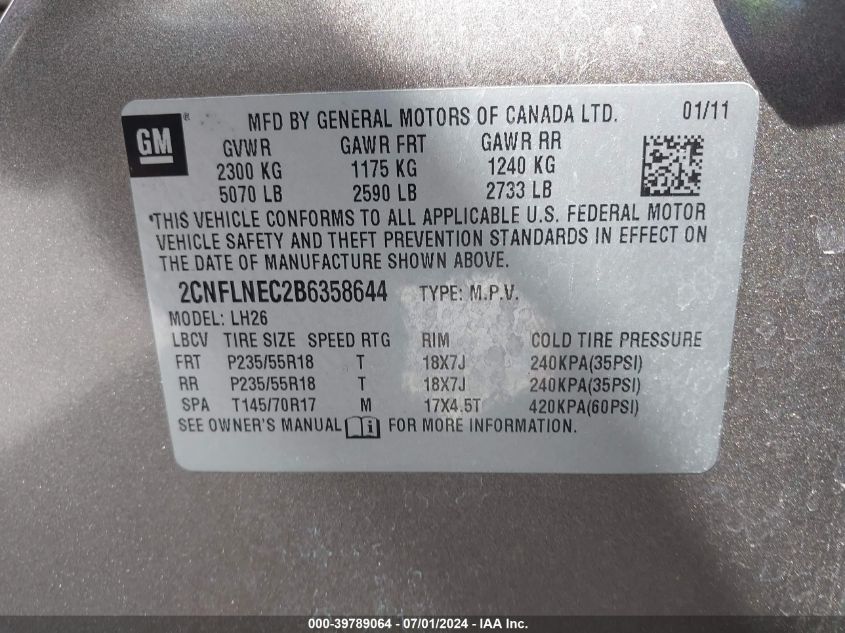 MFD BY GENERAL MOTORS OF CANADA LTD. 01/11
GM®
GVWR GAWR FRT GAWR RR
2300 KG 1175 KG 1240 KG
5070 LB 2590 LB 2733 LB
*THIS VEHICLE CONFORMS TO ALL APPLICABLE U.S. FEDERAL MOTOR
VEHICLE SAFETY AND THEFT PREVENTION STANDARDS IN EFFECT ON
THE DATE OF MANUFACTURE SHOWN ABOVE.
2CNFLNEC2B6358644 TYPE: M.P.V.
MODEL: LH26
LBCV TIRE SIZE SPEED RTG RIM COLD TIRE PRESSURE
FRT P235/55R18 T 18X7J 240KPA(35PSI)
RR P235/55R18 T 18X7J 240KPA(35PSI)
SPA T145/70R17 M 17X4.5T 420KPA(60PSI)
SEE OWNER'S MANUAL i FOR MORE INFORMATION.
000-39789064 - 07/01/2024 - IAA Inc.